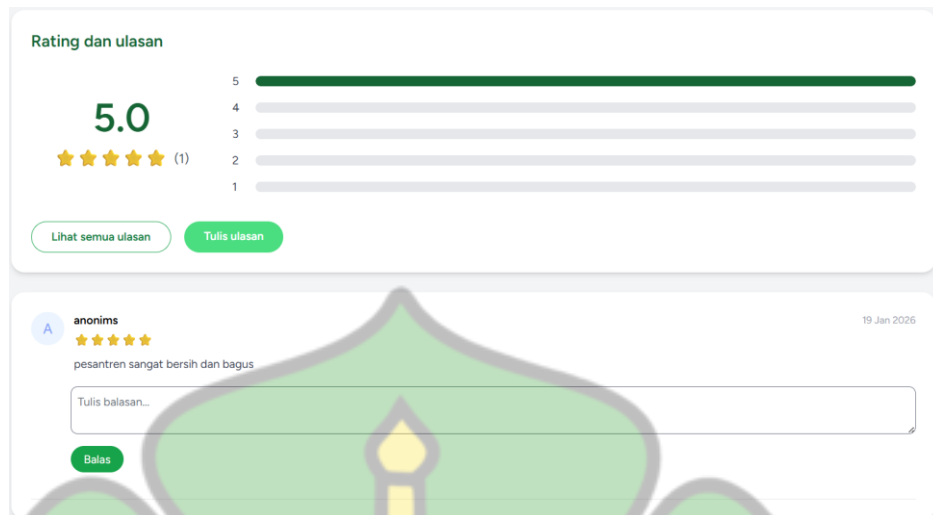 Rating dan ulasan
5.0
(1)
5
4
3
2
1
Lihat semua ulasan
Tulis ulasan
A
anonims
19 Jan 2026
pesantren sangat bersih dan bagus
Tulis balasan...
Balas